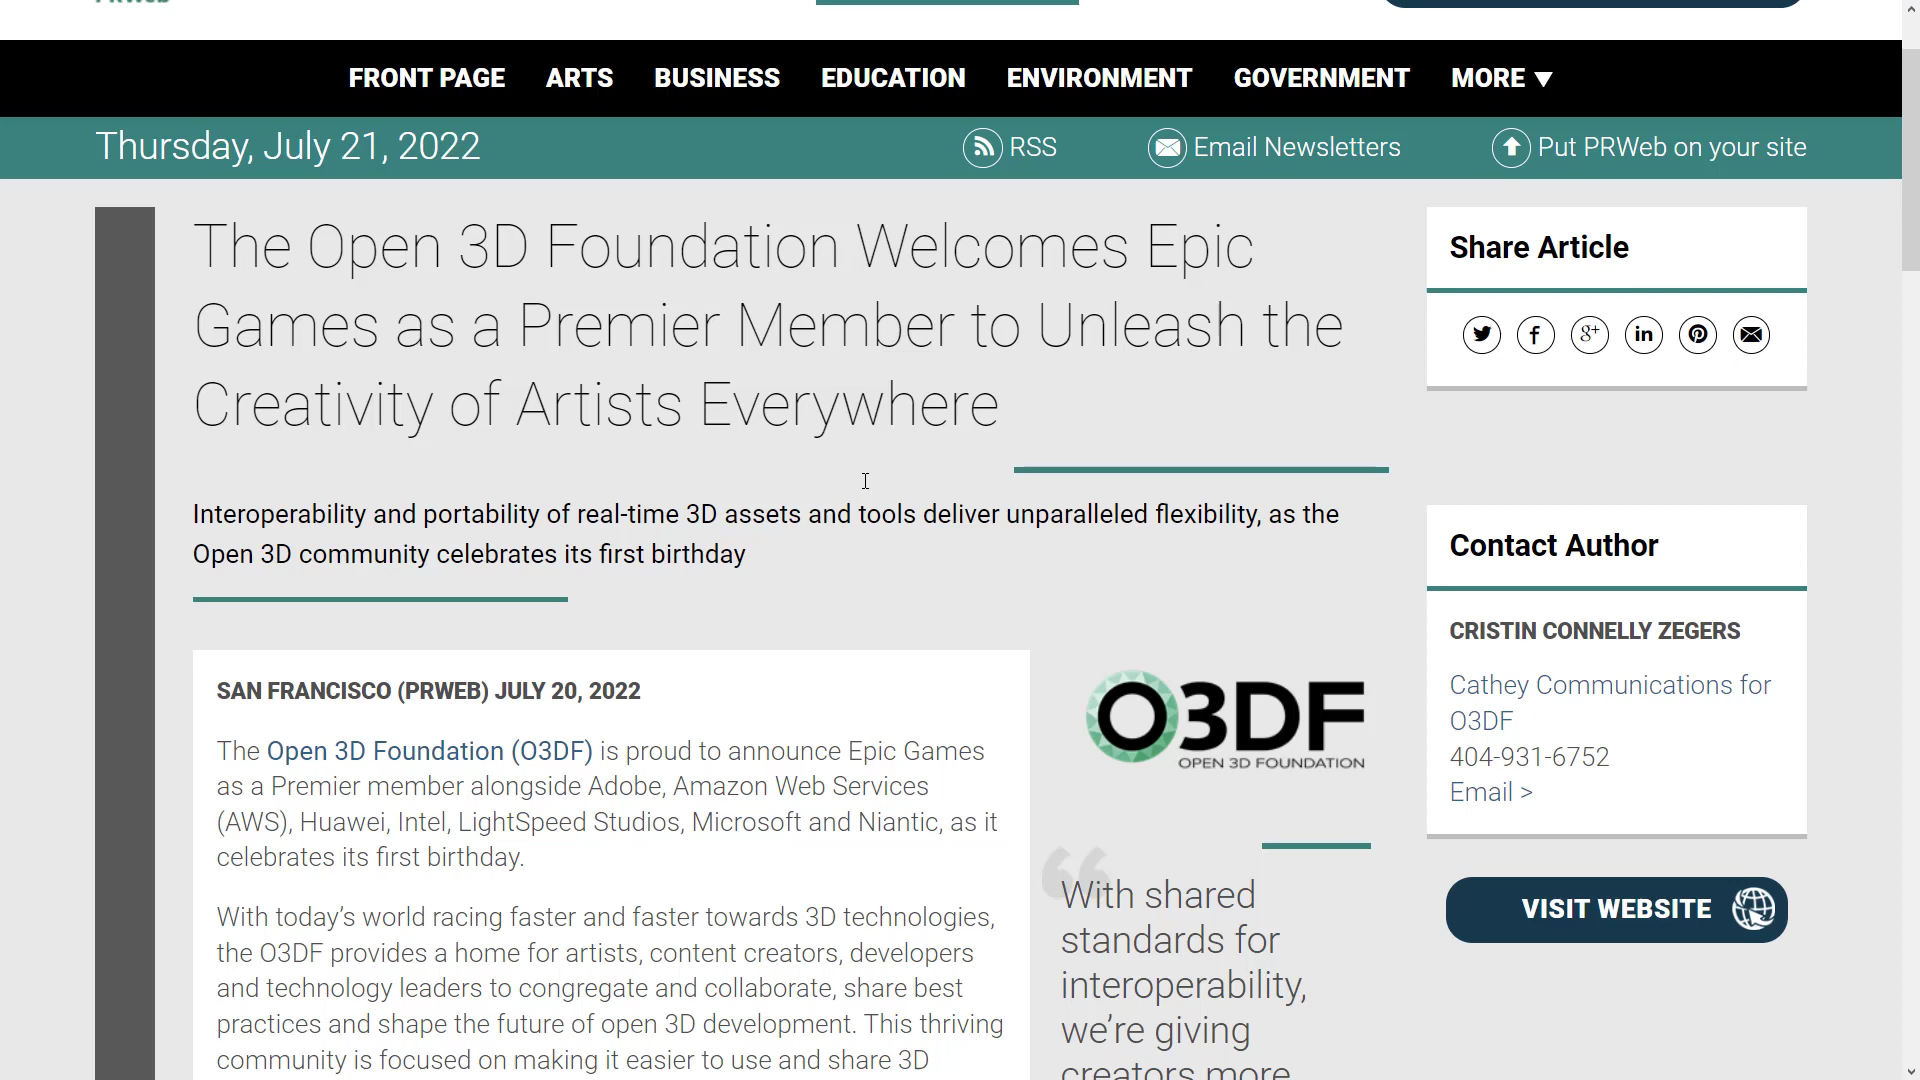 FRONT PAGE ARTS BUSINESS EDUCATION ENVIRONMENT GOVERNMENT MORE ▼
Thursday, July 21, 2022
RSS
Email Newsletters
Put PRWeb on your site
The Open 3D Foundation Welcomes Epic
Games as a Premier Member to Unleash the
Creativity of Artists Everywhere
Interoperability and portability of real-time 3D assets and tools deliver unparalleled flexibility, as the
Open 3D community celebrates its first birthday
SAN FRANCISCO (PRWEB) JULY 20, 2022
The Open 3D Foundation (O3DF) is proud to announce Epic Games
as a Premier member alongside Adobe, Amazon Web Services
(AWS), Huawei, Intel, LightSpeed Studios, Microsoft and Niantic, as it
celebrates its first birthday.
With today’s world racing faster and faster towards 3D technologies,
the O3DF provides a home for artists, content creators, developers
and technology leaders to congregate and collaborate, share best
practices and shape the future of open 3D development. This thriving
community is focused on making it easier to use and share 3D
O3DF
OPEN 3D FOUNDATION
“
With shared
standards for
interoperability,
we’re giving
creators more
Share Article
f g+ in
Contact Author
CRISTIN CONNELLY ZEGERS
Cathey Communications for
O3DF
404-931-6752
Email >
VISIT WEBSITE